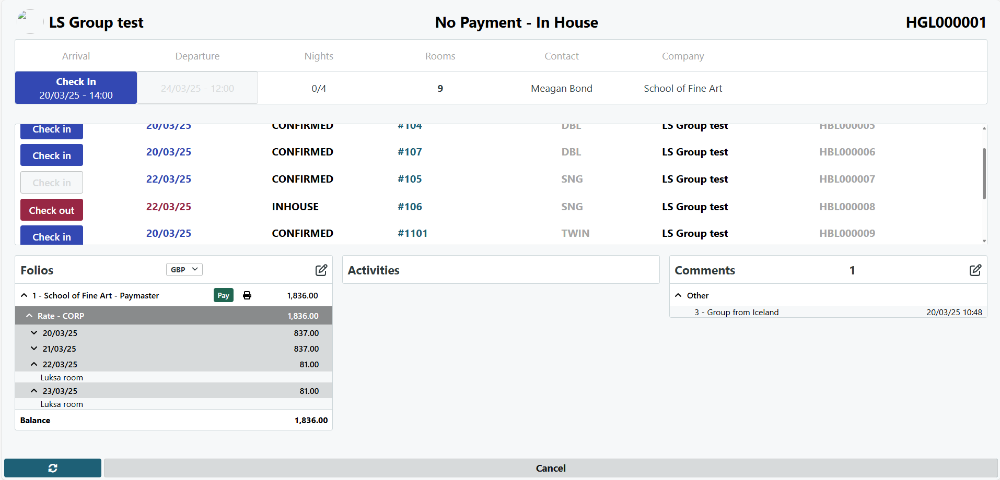 LS Group test No Payment - In House HGL000001
Arrival Departure Nights Rooms Contact Company
Check In
20/03/25 - 14:00 24/03/25 - 12:00 0/4 9 Meagan Bond School of Fine Art
Check in 20/03/25 CONFIRMED #104 DBL LS Group test HBL000005
Check in 20/03/25 CONFIRMED #107 DBL LS Group test HBL000006
Check in 22/03/25 CONFIRMED #105 SNG LS Group test HBL000007
Check out 22/03/25 INHOUSE #106 SNG LS Group test HBL000008
Check in 20/03/25 CONFIRMED #1101 TWIN LS Group test HBL000009
Folios GBP
1 - School of Fine Art - Paymaster Pay 1,836.00
Rate - CORP 1,836.00
20/03/25 837.00
21/03/25 837.00
22/03/25 81.00
Luksa room
23/03/25 81.00
Luksa room
Balance 1,836.00
Activities
Comments 1
Other
3 - Group from Iceland 20/03/25 10:48
Cancel